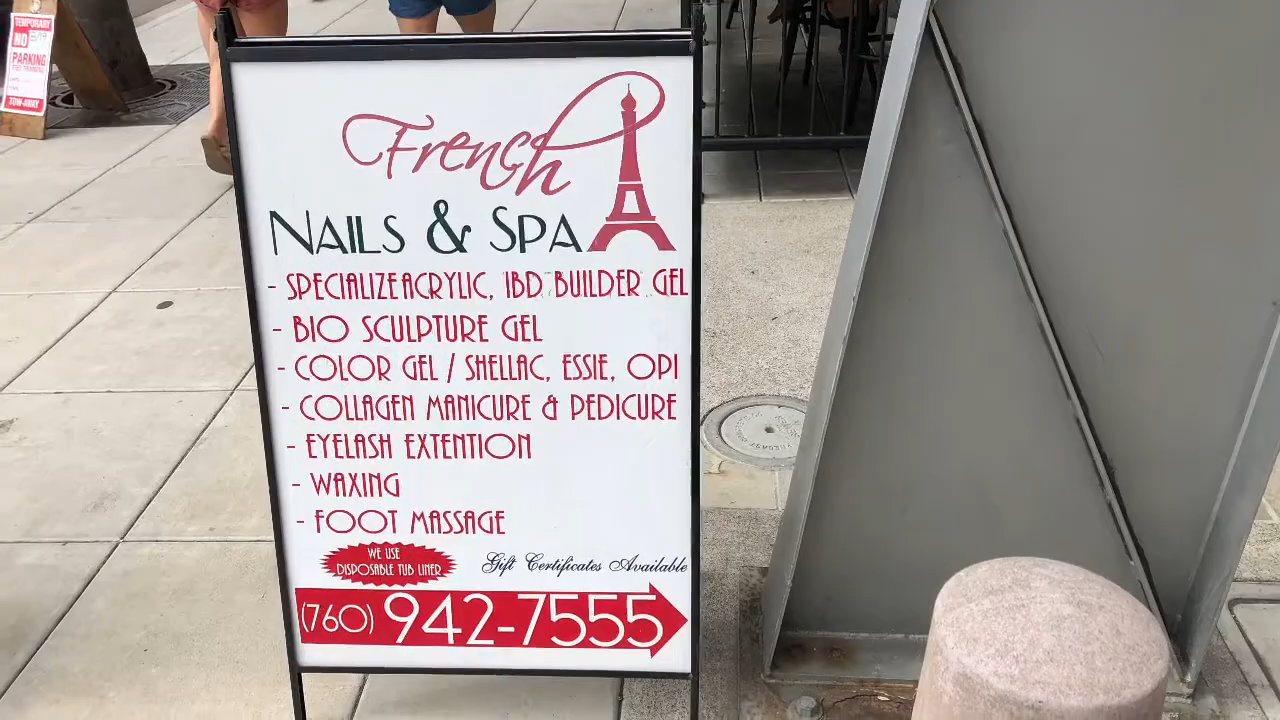 TEMPORARY
NO
PARKING
TOW-AWAY
French
NAILS & SPA
- SPECIALIZE ACRYLIC, IBD BUILDER GEL
- BIO SCULPTURE GEL
- COLOR GEL / SHELLAC, ESSIE, OPI
- COLLAGEN MANICURE & PEDICURE
- EYELASH EXTENTION
- WAXING
- FOOT MASSAGE
WE USE
DISPOSABLE TUB LINER
Gift Certificates Available
(760) 942-7555